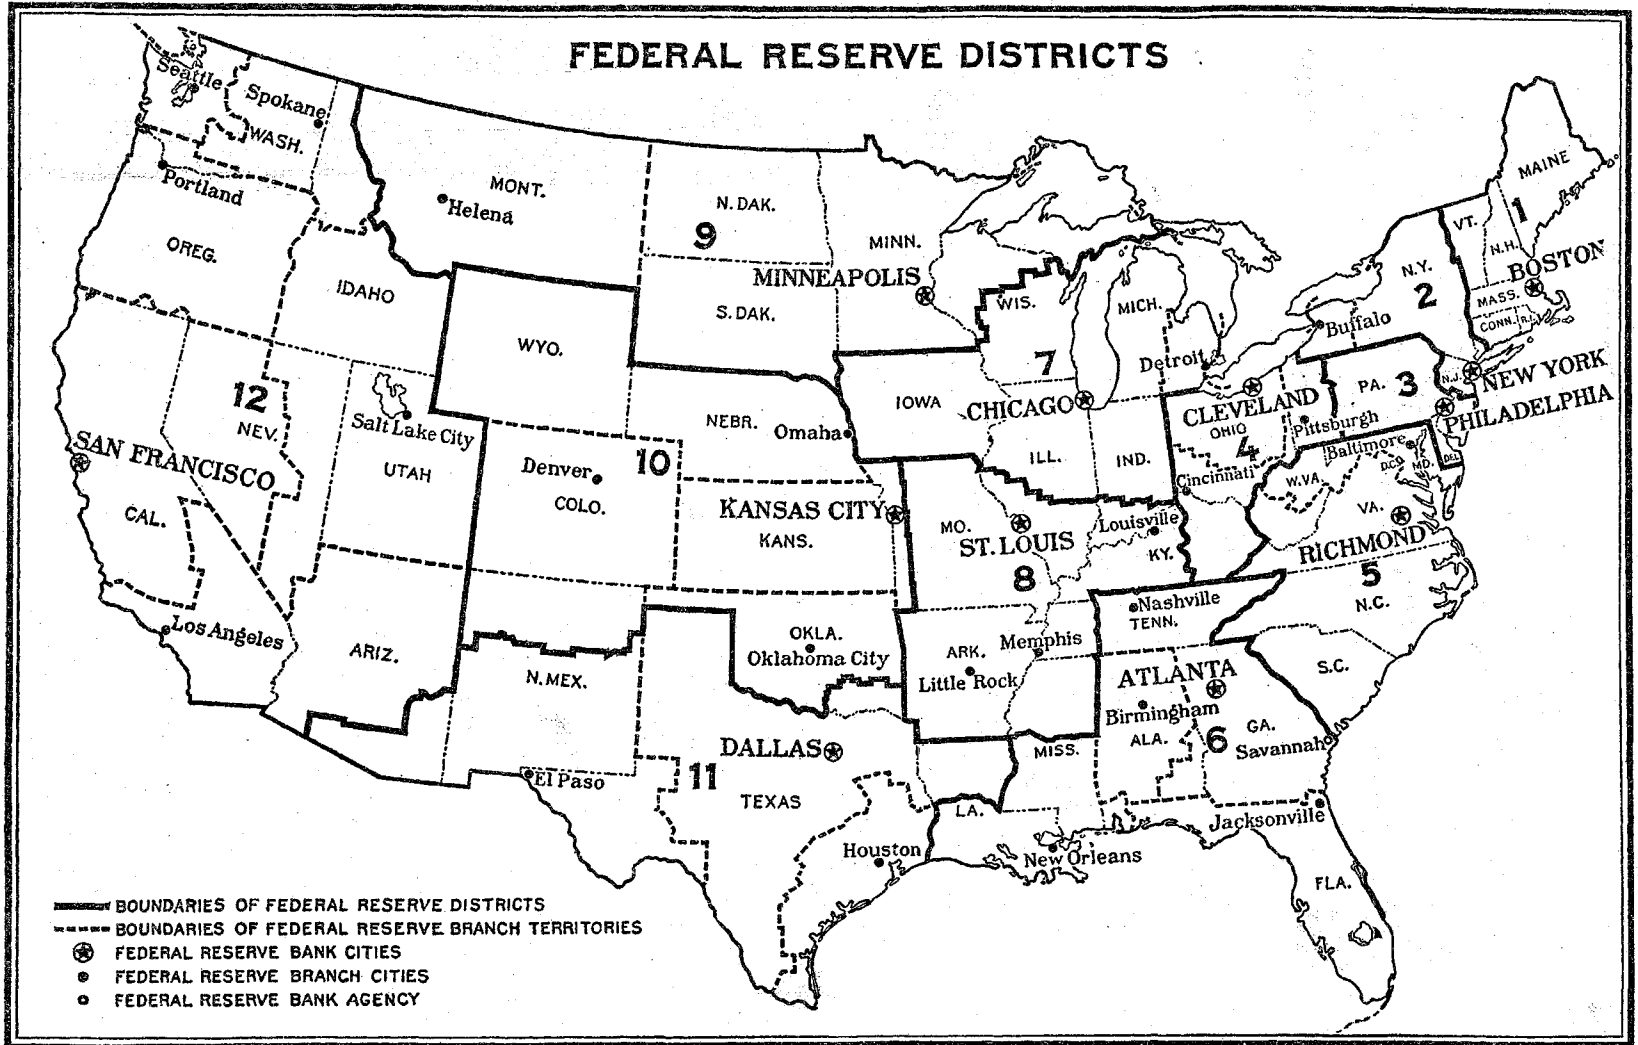 FEDERAL RESERVE DISTRICTS
Seattle
Spokane
WASH.
Portland
OREG.
MONT.
Helena
N. DAK.
9
MINN.
MINNEAPOLIS
S. DAK.
IDAHO
WYO.
WIS.
MICH.
7
Detroit
MAINE
VT.
1
N.H.
BOSTON
N.Y.
2
MASS.
CONN.
R.I.
Buffalo
12
NEV.
SAN FRANCISCO
CAL.
Salt Lake City
UTAH
IOWA
CHICAGO
NEBR.
Omaha
Denver
10
COLO.
KANSAS CITY
KANS.
ILL.
IND.
CLEVELAND
OHIO
4
Cincinnati
PA.
3
Pittsburgh
N.J.
NEW YORK
PHILADELPHIA
Baltimore
D.C.
MD.
DEL.
W.VA.
VA.
RICHMOND
5
N.C.
MO.
ST. LOUIS
8
Louisville
KY.
Nashville
TENN.
Memphis
Los Angeles
ARIZ.
N. MEX.
OKLA.
Oklahoma City
ARK.
Little Rock
ATLANTA
Birmingham
ALA.
6
GA.
Savannah
S.C.
DALLAS
El Paso
11
TEXAS
MISS.
LA.
Houston
New Orleans
Jacksonville
FLA.
BOUNDARIES OF FEDERAL RESERVE DISTRICTS
BOUNDARIES OF FEDERAL RESERVE BRANCH TERRITORIES
FEDERAL RESERVE BANK CITIES
FEDERAL RESERVE BRANCH CITIES
FEDERAL RESERVE BANK AGENCY